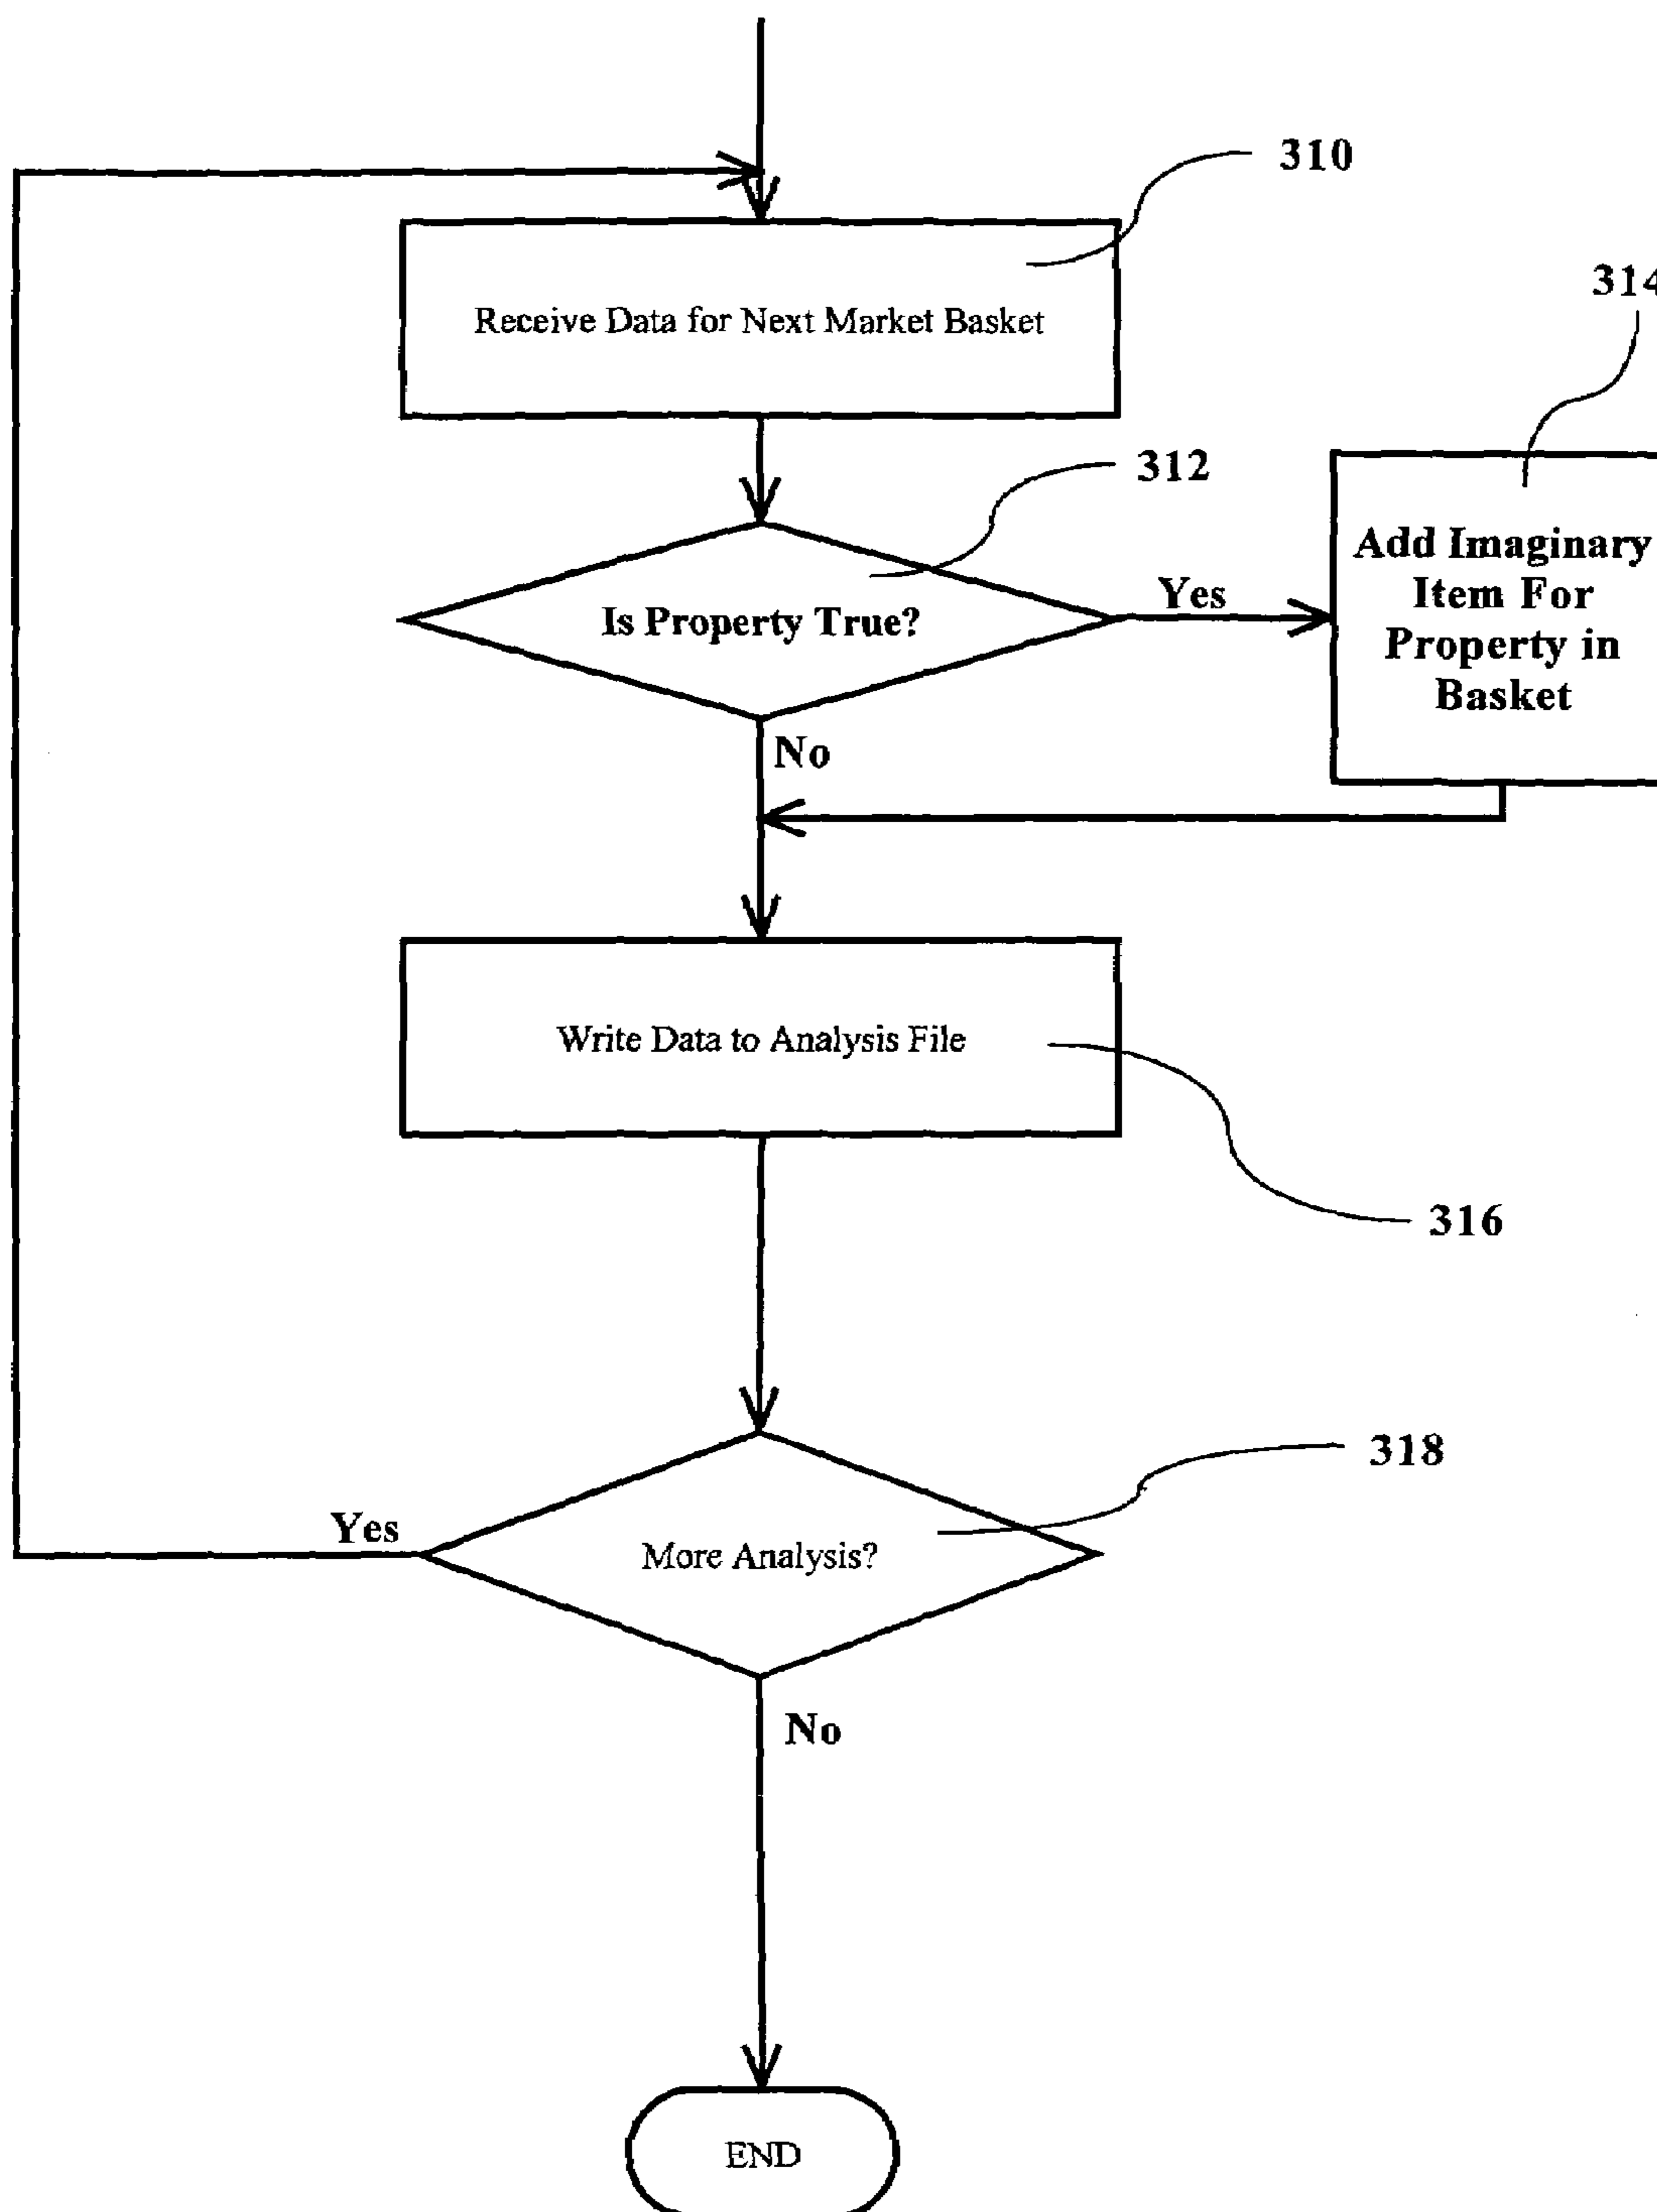 310
Receive Data for Next Market Basket
314
312
Is Property True?
Yes
Add Imaginary
Item For
Property in
Basket
No
Write Data to Analysis File
316
318
Yes
More Analysis?
No
END